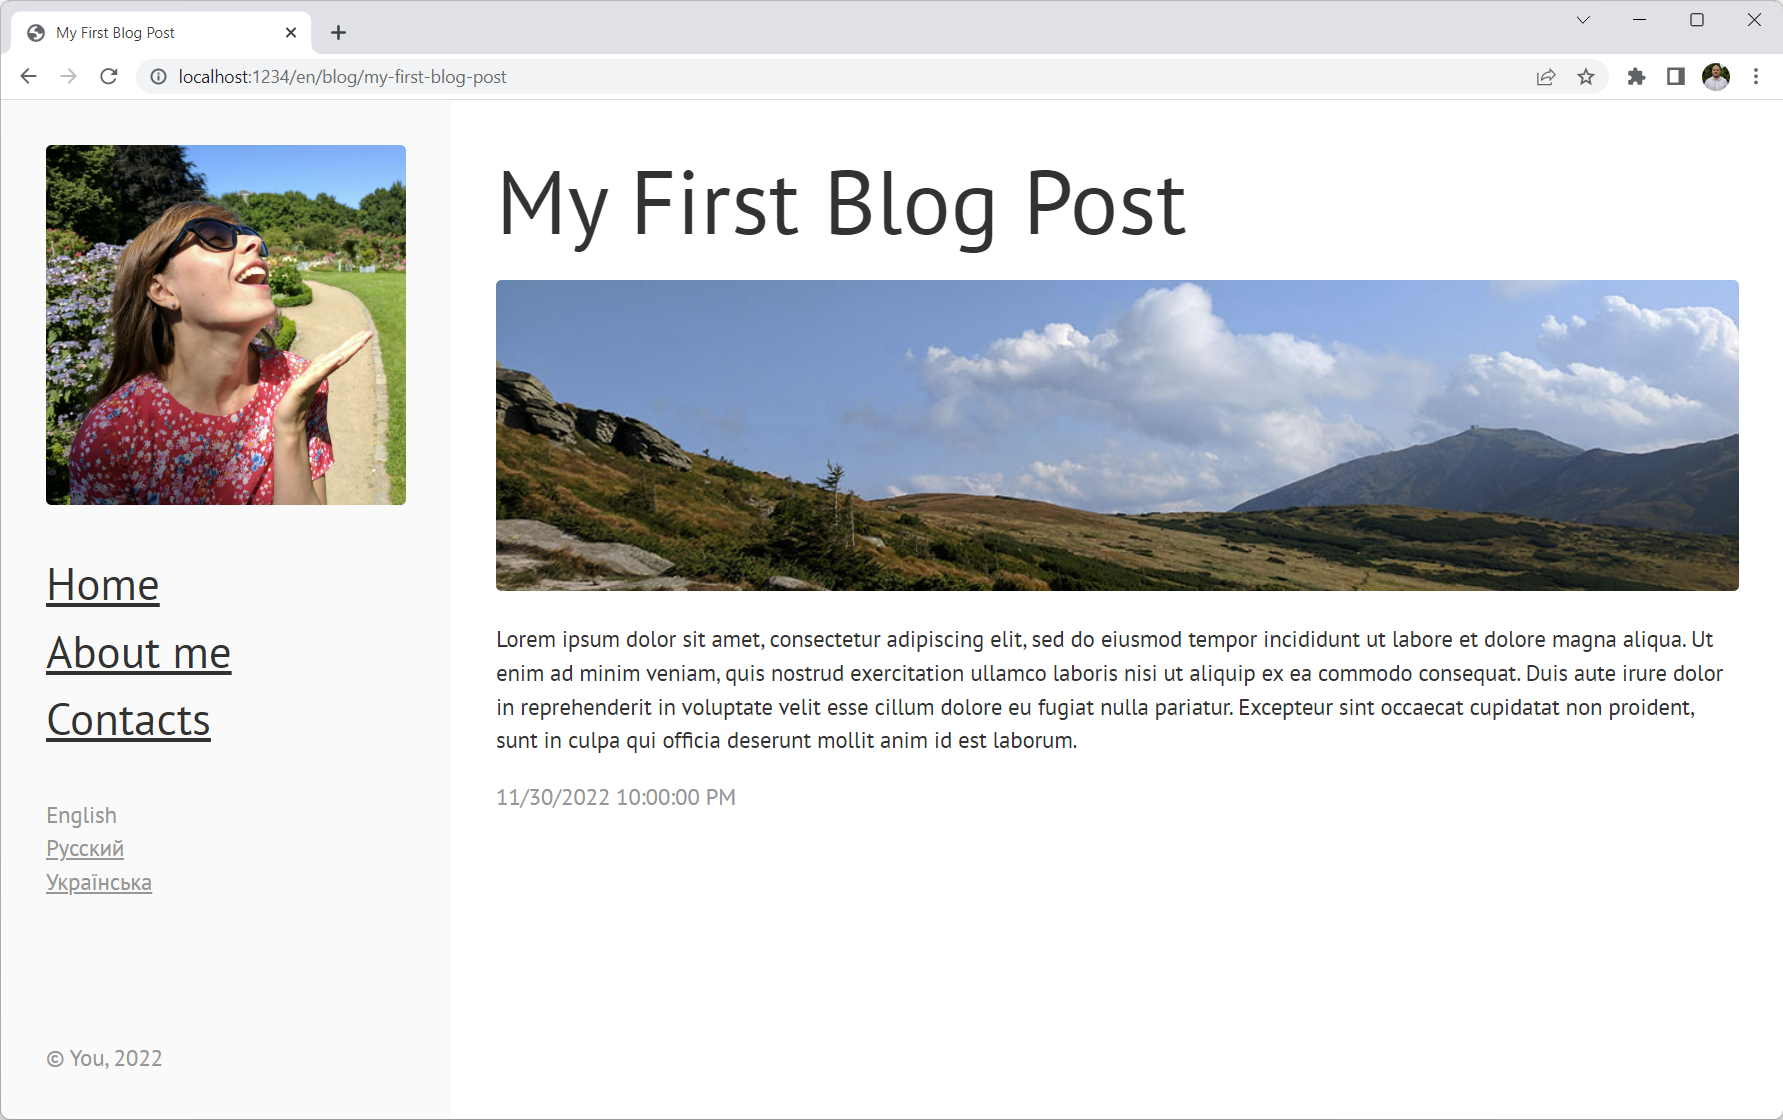 My First Blog Post
localhost:1234/en/blog/my-first-blog-post
Home
About me
Contacts
English
Русский
Українська
© You, 2022
My First Blog Post
Lorem ipsum dolor sit amet, consectetur adipiscing elit, sed do eiusmod tempor incididunt ut labore et dolore magna aliqua. Ut
enim ad minim veniam, quis nostrud exercitation ullamco laboris nisi ut aliquip ex ea commodo consequat. Duis aute irure dolor
in reprehenderit in voluptate velit esse cillum dolore eu fugiat nulla pariatur. Excepteur sint occaecat cupidatat non proident,
sunt in culpa qui officia deserunt mollit anim id est laborum.
11/30/2022 10:00:00 PM